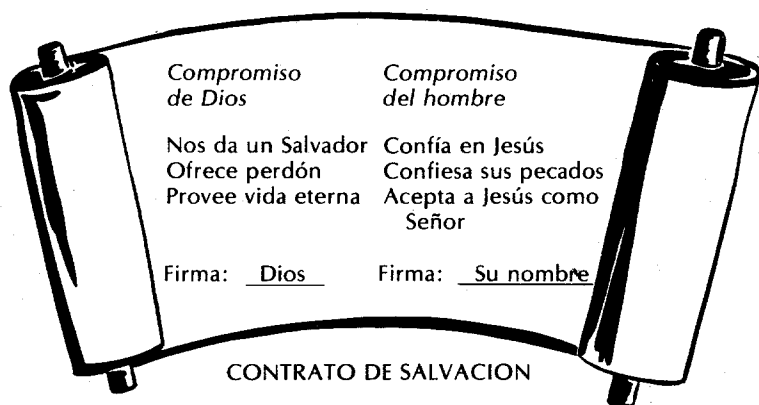 Compromiso
de Dios
Nos da un Salvador
Ofrece perdón
Provee vida eterna
Firma: Dios
Compromiso
del hombre
Confía en Jesús
Confiesa sus pecados
Acepta a Jesús como
Señor
Firma: Su nombre
CONTRATO DE SALVACION